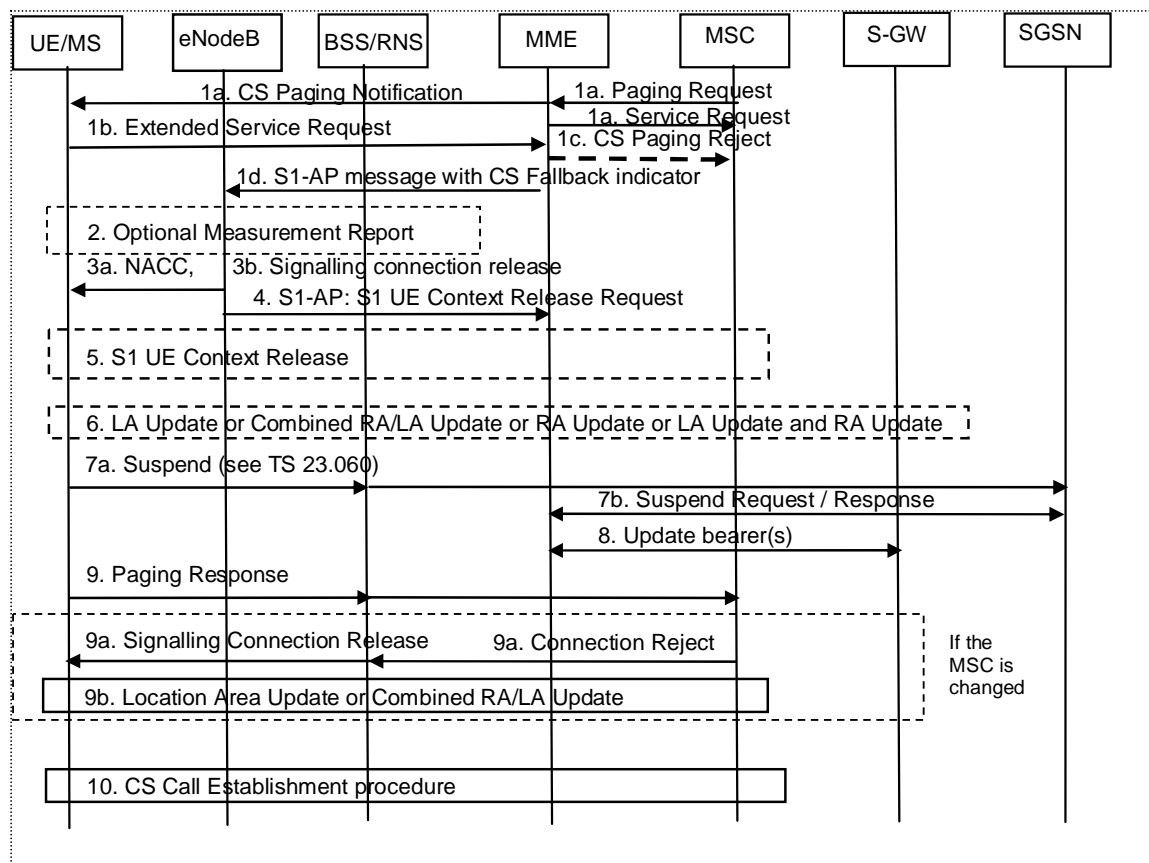 UE/MS
eNodeB
BSS/RNS
MME
MSC
S-GW
SGSN
1a. CS Paging Notification
1a. Paging Request
1a. Service Request
1b. Extended Service Request
1c. CS Paging Reject
1d. S1-AP message with CS Fallback indicator
2. Optional Measurement Report
3a. NACC,
3b. Signalling connection release
4. S1-AP: S1 UE Context Release Request
5. S1 UE Context Release
6. LA Update or Combined RA/LA Update or RA Update or LA Update and RA Update
7a. Suspend (see TS 23.060)
7b. Suspend Request / Response
8. Update bearer(s)
9. Paging Response
9a. Signalling Connection Release
9a. Connection Reject
If the
MSC is
changed
9b. Location Area Update or Combined RA/LA Update
10. CS Call Establishment procedure